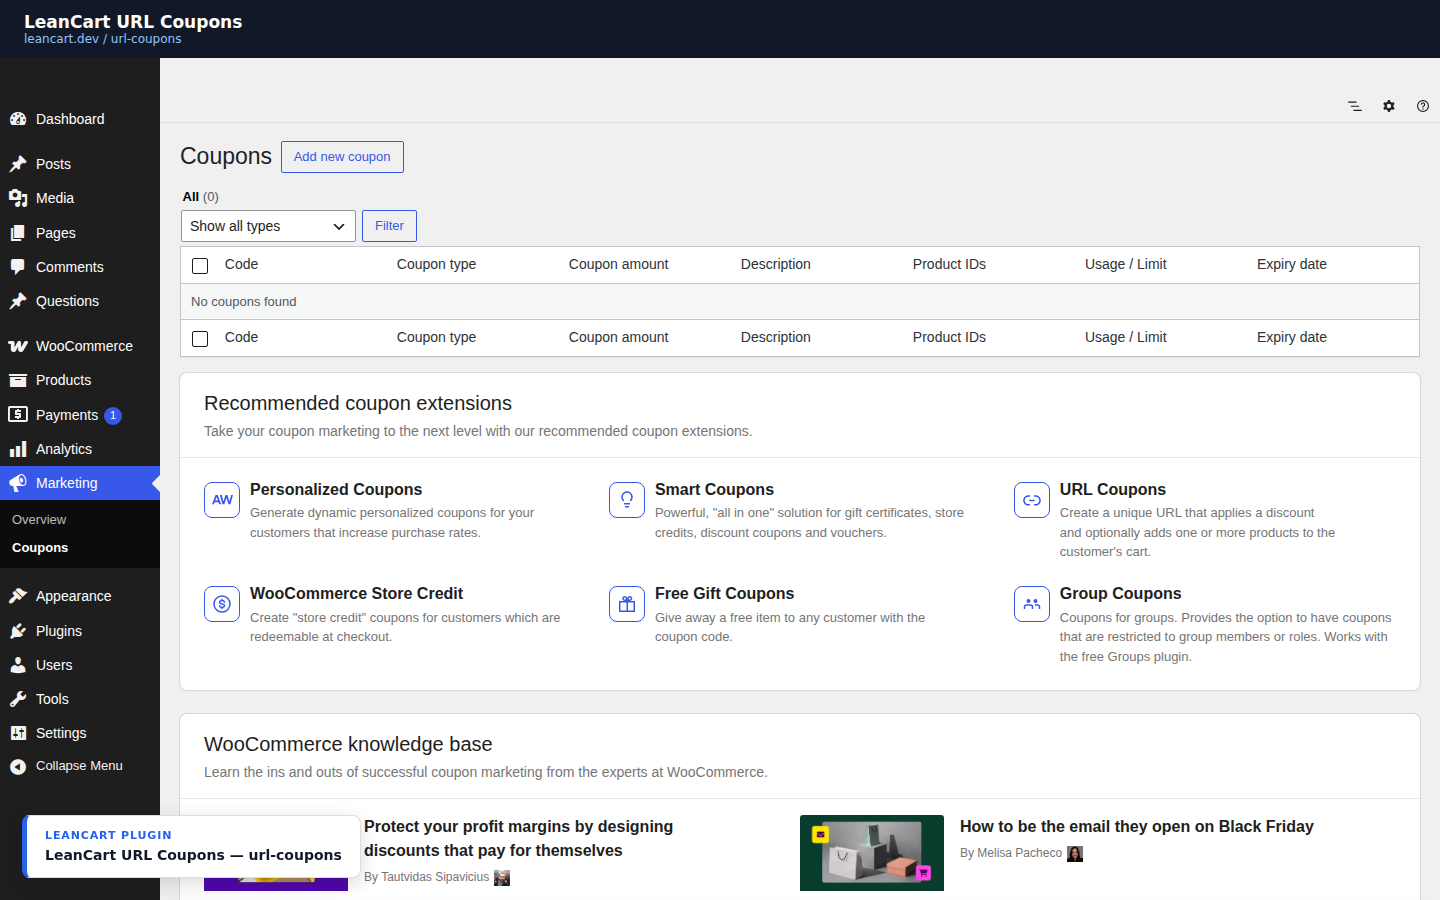 LeanCart URL Coupons
leancart.dev / url-coupons
Dashboard
Posts
Media
Pages
Comments
Questions
WooCommerce
Products
Payments 1
Analytics
Marketing
Overview
Coupons
Appearance
Plugins
Users
Tools
Settings
Collapse Menu
Coupons
Add new coupon
All (0)
Show all types
Filter
Code Coupon type Coupon amount Description Product IDs Usage / Limit Expiry date
No coupons found
Code Coupon type Coupon amount Description Product IDs Usage / Limit Expiry date
Recommended coupon extensions
Take your coupon marketing to the next level with our recommended coupon extensions.
AW
Personalized Coupons
Generate dynamic personalized coupons for your
customers that increase purchase rates.
Smart Coupons
Powerful, "all in one" solution for gift certificates, store
credits, discount coupons and vouchers.
URL Coupons
Create a unique URL that applies a discount
and optionally adds one or more products to the
customer's cart.
WooCommerce Store Credit
Create "store credit" coupons for customers which are
redeemable at checkout.
Free Gift Coupons
Give away a free item to any customer with the
coupon code.
Group Coupons
Coupons for groups. Provides the option to have coupons
that are restricted to group members or roles. Works with
the free Groups plugin.
WooCommerce knowledge base
Learn the ins and outs of successful coupon marketing from the experts at WooCommerce.
Protect your profit margins by designing
discounts that pay for themselves
By Tautvidas Sipavicius
How to be the email they open on Black Friday
By Melisa Pacheco
LEANCART PLUGIN
LeanCart URL Coupons — url-coupons